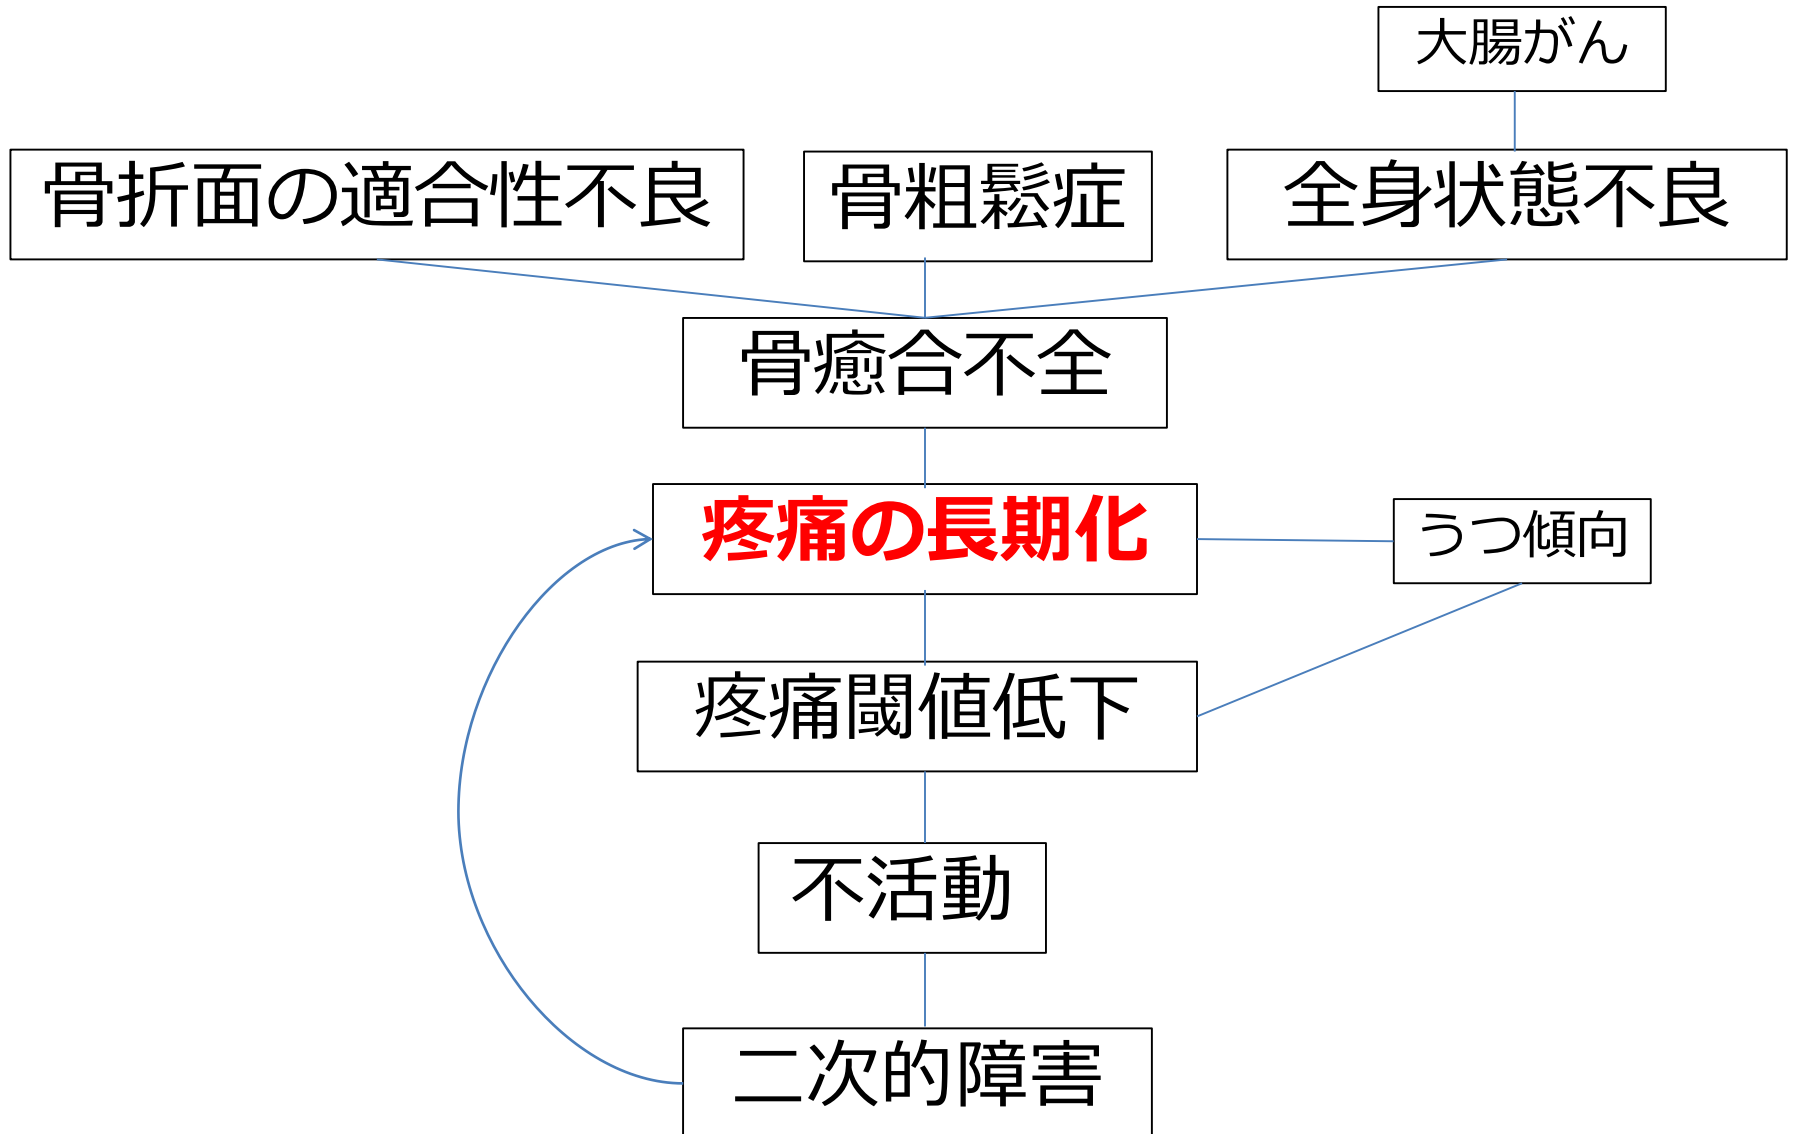 大腸がん
骨折面の適合性不良
骨粗鬆症
全身状態不良
骨癒合不全
疼痛の長期化
うつ傾向
疼痛閾値低下
不活動
二次的障害